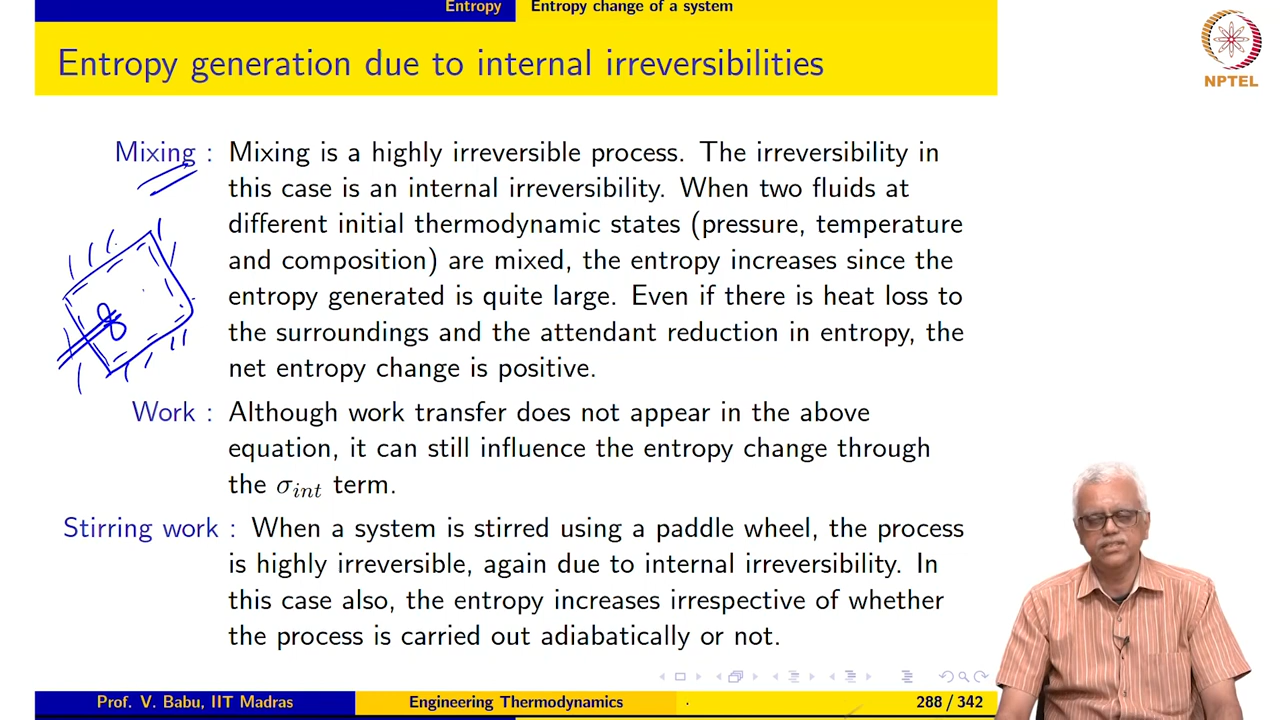 Entropy Entropy change of a system
Entropy generation due to internal irreversibilities
NPTEL
Mixing : Mixing is a highly irreversible process. The irreversibility in
this case is an internal irreversibility. When two fluids at
different initial thermodynamic states (pressure, temperature
and composition) are mixed, the entropy increases since the
entropy generated is quite large. Even if there is heat loss to
the surroundings and the attendant reduction in entropy, the
net entropy change is positive.
Work : Although work transfer does not appear in the above
equation, it can still influence the entropy change through
the σ_int term.
Stirring work : When a system is stirred using a paddle wheel, the process
is highly irreversible, again due to internal irreversibility. In
this case also, the entropy increases irrespective of whether
the process is carried out adiabatically or not.
Prof. V. Babu, IIT Madras Engineering Thermodynamics 288 / 342